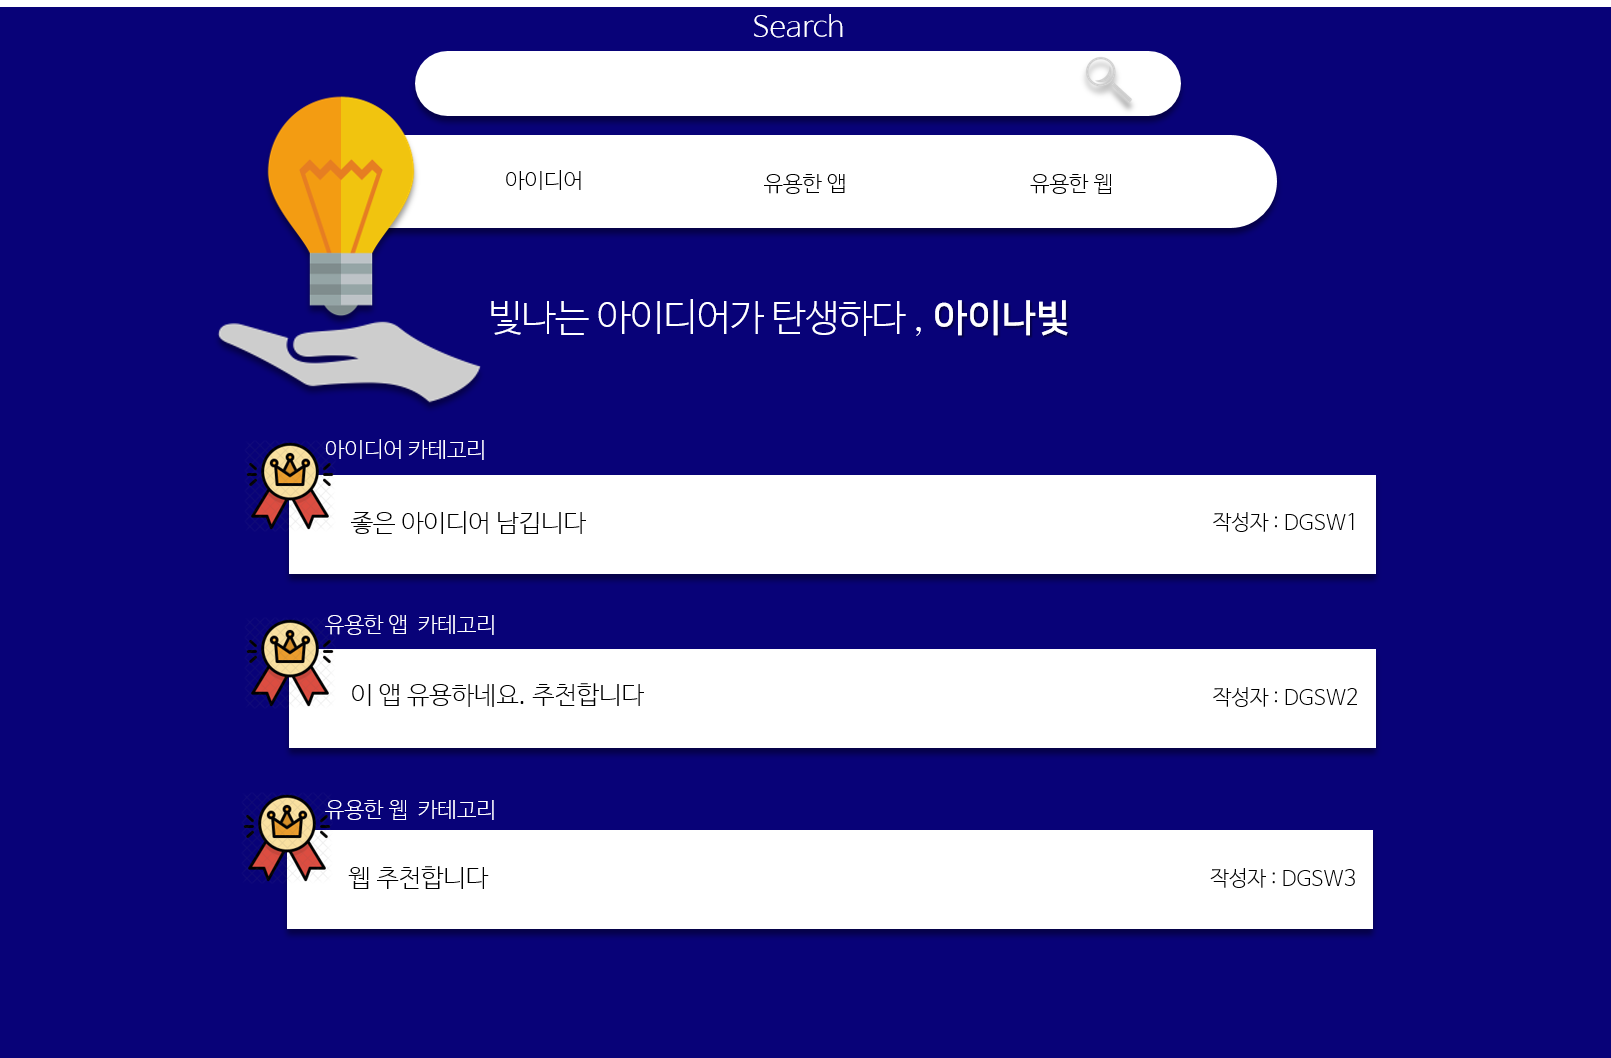 Search
아이디어 유용한 앱 유용한 웹
빛나는 아이디어가 탄생하다 , 아이나빛
아이디어 카테고리
좋은 아이디어 남깁니다 작성자 : DGSW1
유용한 앱 카테고리
이 앱 유용하네요. 추천합니다 작성자 : DGSW2
유용한 웹 카테고리
웹 추천합니다 작성자 : DGSW3